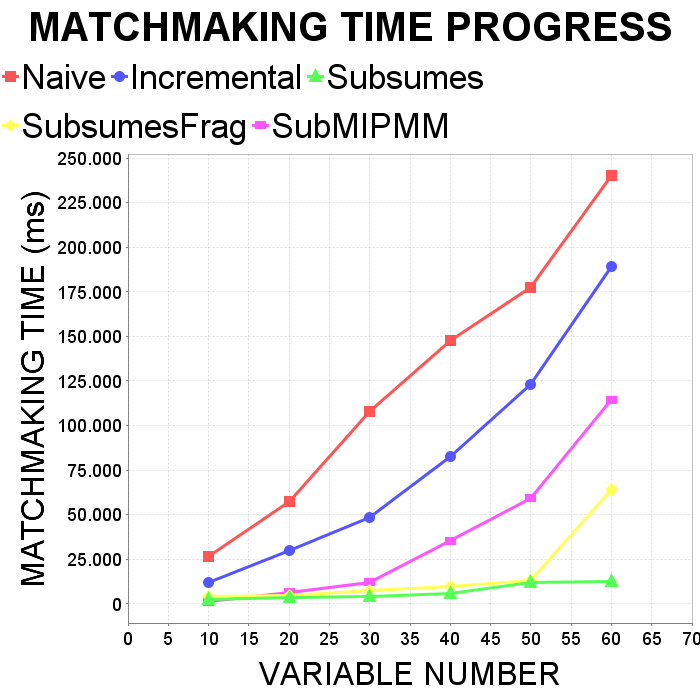 MATCHMAKING TIME PROGRESS
Naive Incremental Subsumes
SubsumesFrag SubMIPMM
MATCHMAKING TIME (ms)
250.000
225.000
200.000
175.000
150.000
125.000
100.000
75.000
50.000
25.000
0
0 5 10 15 20 25 30 35 40 45 50 55 60 65 70
VARIABLE NUMBER